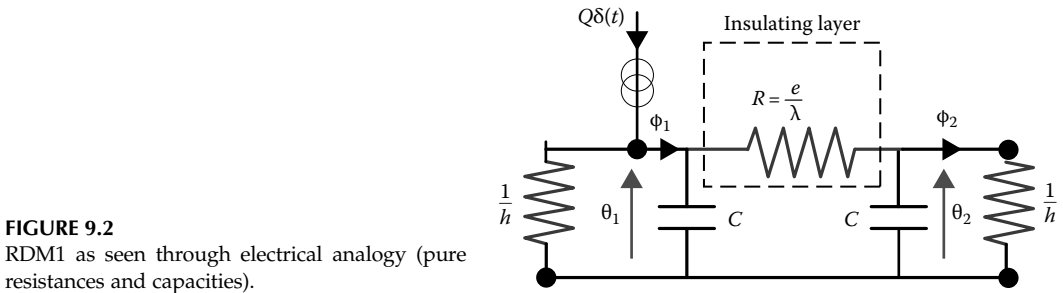 Qδ(t)
Insulating layer
R = e/λ
ϕ1
ϕ2
1/h
θ1
C
C
θ2
1/h
FIGURE 9.2
RDM1 as seen through electrical analogy (pure
resistances and capacities).